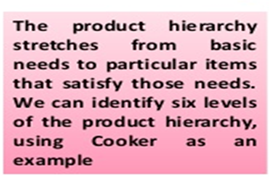 The product hierarchy
stretches from basic
needs to particular items
that satisfy those needs.
We can identify six levels
of the product hierarchy,
using Cooker as an
example